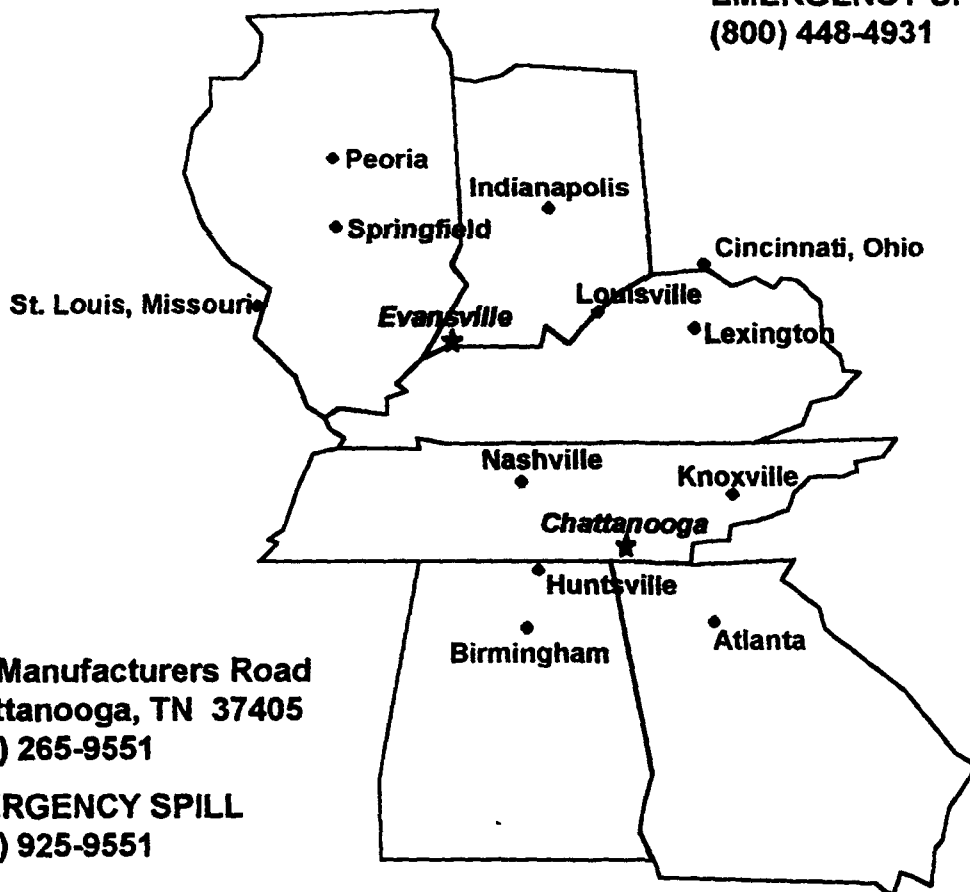 (800) 448-4931
Peoria
Indianapolis
Springfield
Cincinnati, Ohio
St. Louis, Missouri
Louisville
Evansville
Lexington
Nashville
Knoxville
Chattanooga
Huntsville
Birmingham
Atlanta
Manufacturers Road
ttanooga, TN 37405
) 265-9551
RGENCY SPILL
) 925-9551